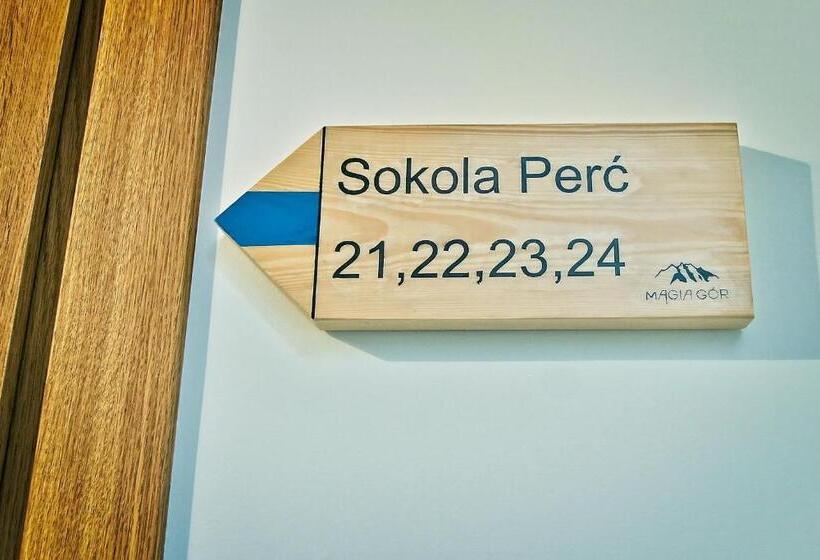 Sokola Perć
21,22,23,24
MAGIA GÓR